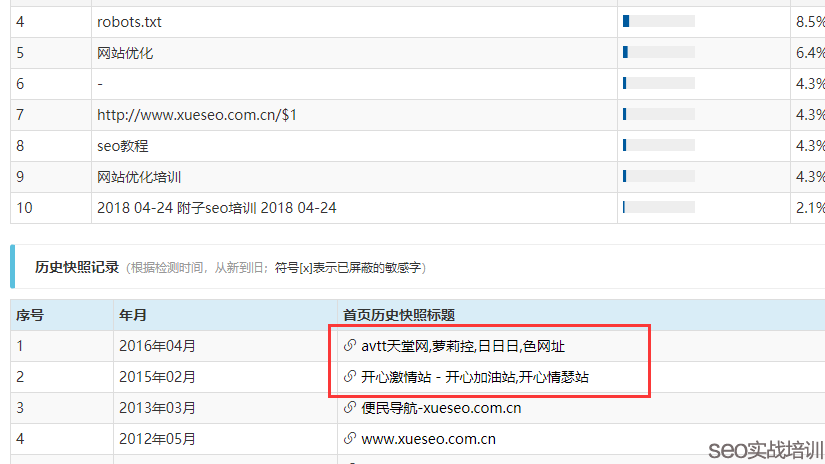 4 robots.txt 8.5%
5 网站优化 6.4%
6 - 4.3%
7 http://www.xueseo.com.cn/$1 4.3%
8 seo教程 4.3%
9 网站优化培训 4.3%
10 2018 04-24 附子seo培训 2018 04-24 2.1%
历史快照记录（根据检测时间，从新到旧；符号[x]表示已屏蔽的敏感字）
序号 年月 首页历史快照标题
1 2016年04月 avtt天堂网,萝莉控,日日日,色网址
2 2015年02月 开心激情站 - 开心加油站,开心情瑟站
3 2013年03月 便民导航-xueseo.com.cn
4 2012年05月 www.xueseo.com.cn
seo实战培训